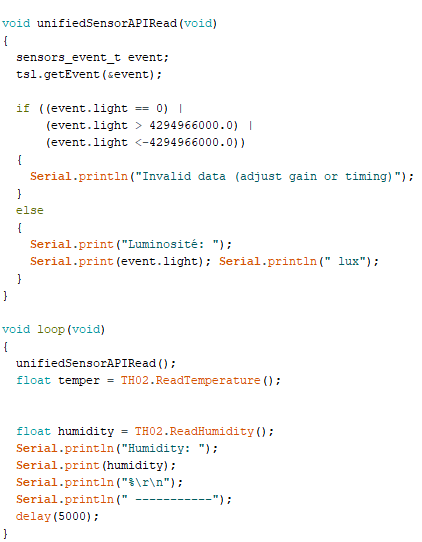 void unifiedSensorAPIRead(void)
{
  sensors_event_t event;
  tsl.getEvent(&event);

  if ((event.light == 0) |
      (event.light > 4294966000.0) |
      (event.light <-4294966000.0))
  {
    Serial.println("Invalid data (adjust gain or timing)");
  }
  else
  {
    Serial.print("Luminosité: ");
    Serial.print(event.light); Serial.println(" lux");
  }
}

void loop(void)
{
  unifiedSensorAPIRead();
  float temper = TH02.ReadTemperature();


  float humidity = TH02.ReadHumidity();
  Serial.println("Humidity: ");
  Serial.print(humidity);
  Serial.println("%\r\n");
  Serial.println(" -----------");
  delay(5000);
}